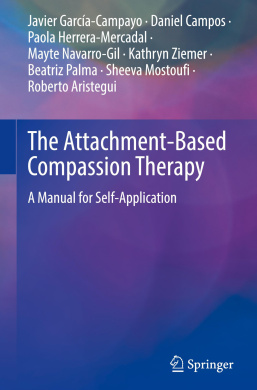 Javier García-Campayo · Daniel Campos ·
Paola Herrera-Mercadal ·
Mayte Navarro-Gil · Kathryn Ziemer ·
Beatriz Palma · Sheeva Mostoufi ·
Roberto Aristegui
The Attachment-Based
Compassion Therapy
A Manual for Self-Application
Springer